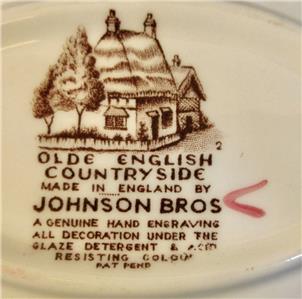 2
OLDE ENGLISH
COUNTRYSIDE
MADE IN ENGLAND BY
JOHNSON BROS
A GENUINE HAND ENGRAVING
ALL DECORATION UNDER THE
GLAZE DETERGENT & ACID
RESISTING COLOUR
PAT PEND